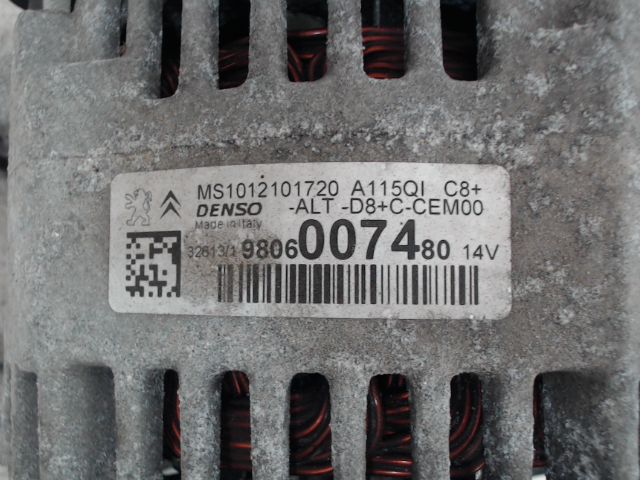 MS1012101720 A115QI C8+
DENSO -ALT -D8+C-CEM00
Made in Italy
32613/1 9806007480 14V